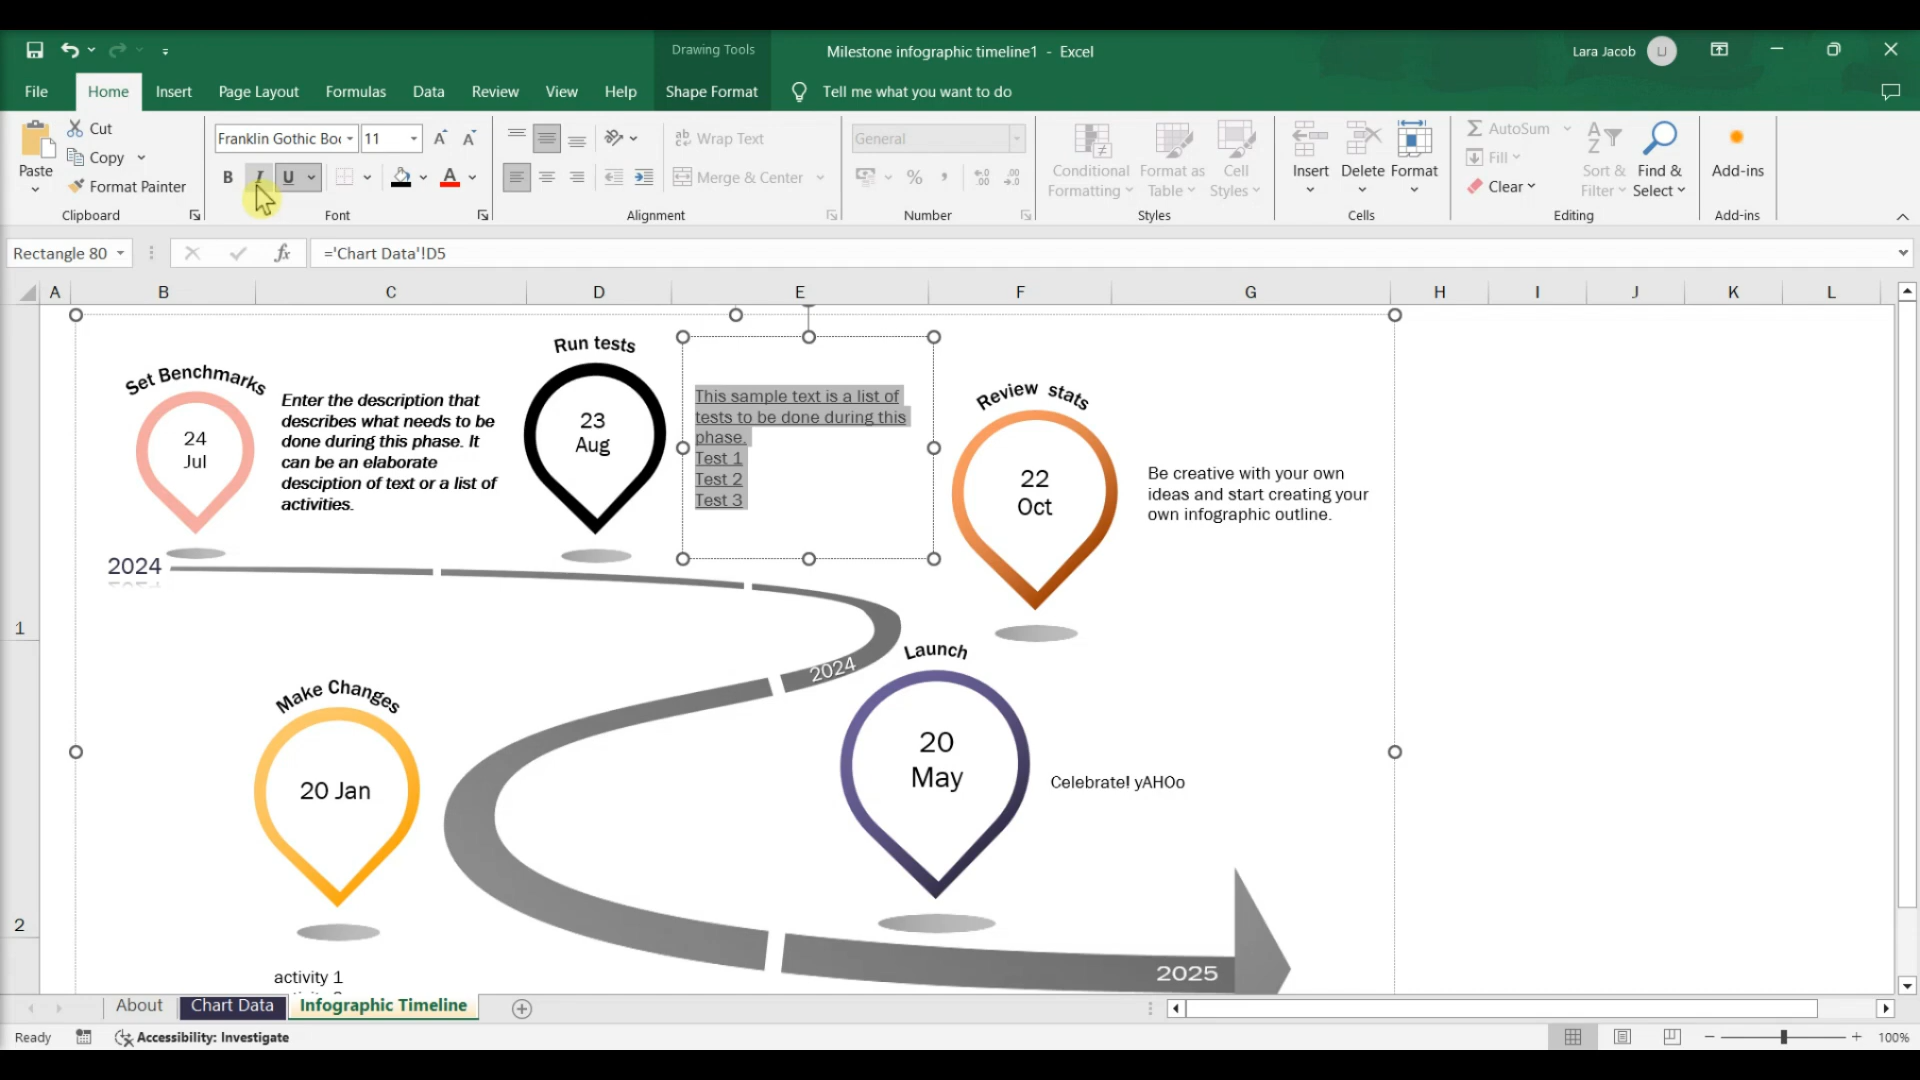 Drawing Tools
Milestone infographic timeline1 - Excel
Lara Jacob
LJ
File
Home
Insert
Page Layout
Formulas
Data
Review
View
Help
Shape Format
Tell me what you want to do
Paste
Cut
Copy
Format Painter
Clipboard
Franklin Gothic Boo
11
B
I
U
Font
Wrap Text
Merge & Center
Alignment
General
Number
Conditional
Formatting
Format as
Table
Cell
Styles
Styles
Insert
Delete
Format
Cells
AutoSum
Fill
Clear
Sort &
Filter
Find &
Select
Editing
Add-ins
Add-ins
Rectangle 80
fx
='Chart Data'!D5
A B C D E F G H I J K L
1
2
Set Benchmarks
24
Jul
Enter the description that
describes what needs to be
done during this phase. It
can be an elaborate
desciption of text or a list of
activities.
Run tests
23
Aug
This sample text is a list of
tests to be done during this
phase.
Test 1
Test 2
Test 3
Review stats
22
Oct
Be creative with your own
ideas and start creating your
own infographic outline.
2024
2024
Launch
20
May
Celebrate! yAHOo
Make Changes
20 Jan
activity 1
2025
About
Chart Data
Infographic Timeline
Ready
Accessibility: Investigate
100%